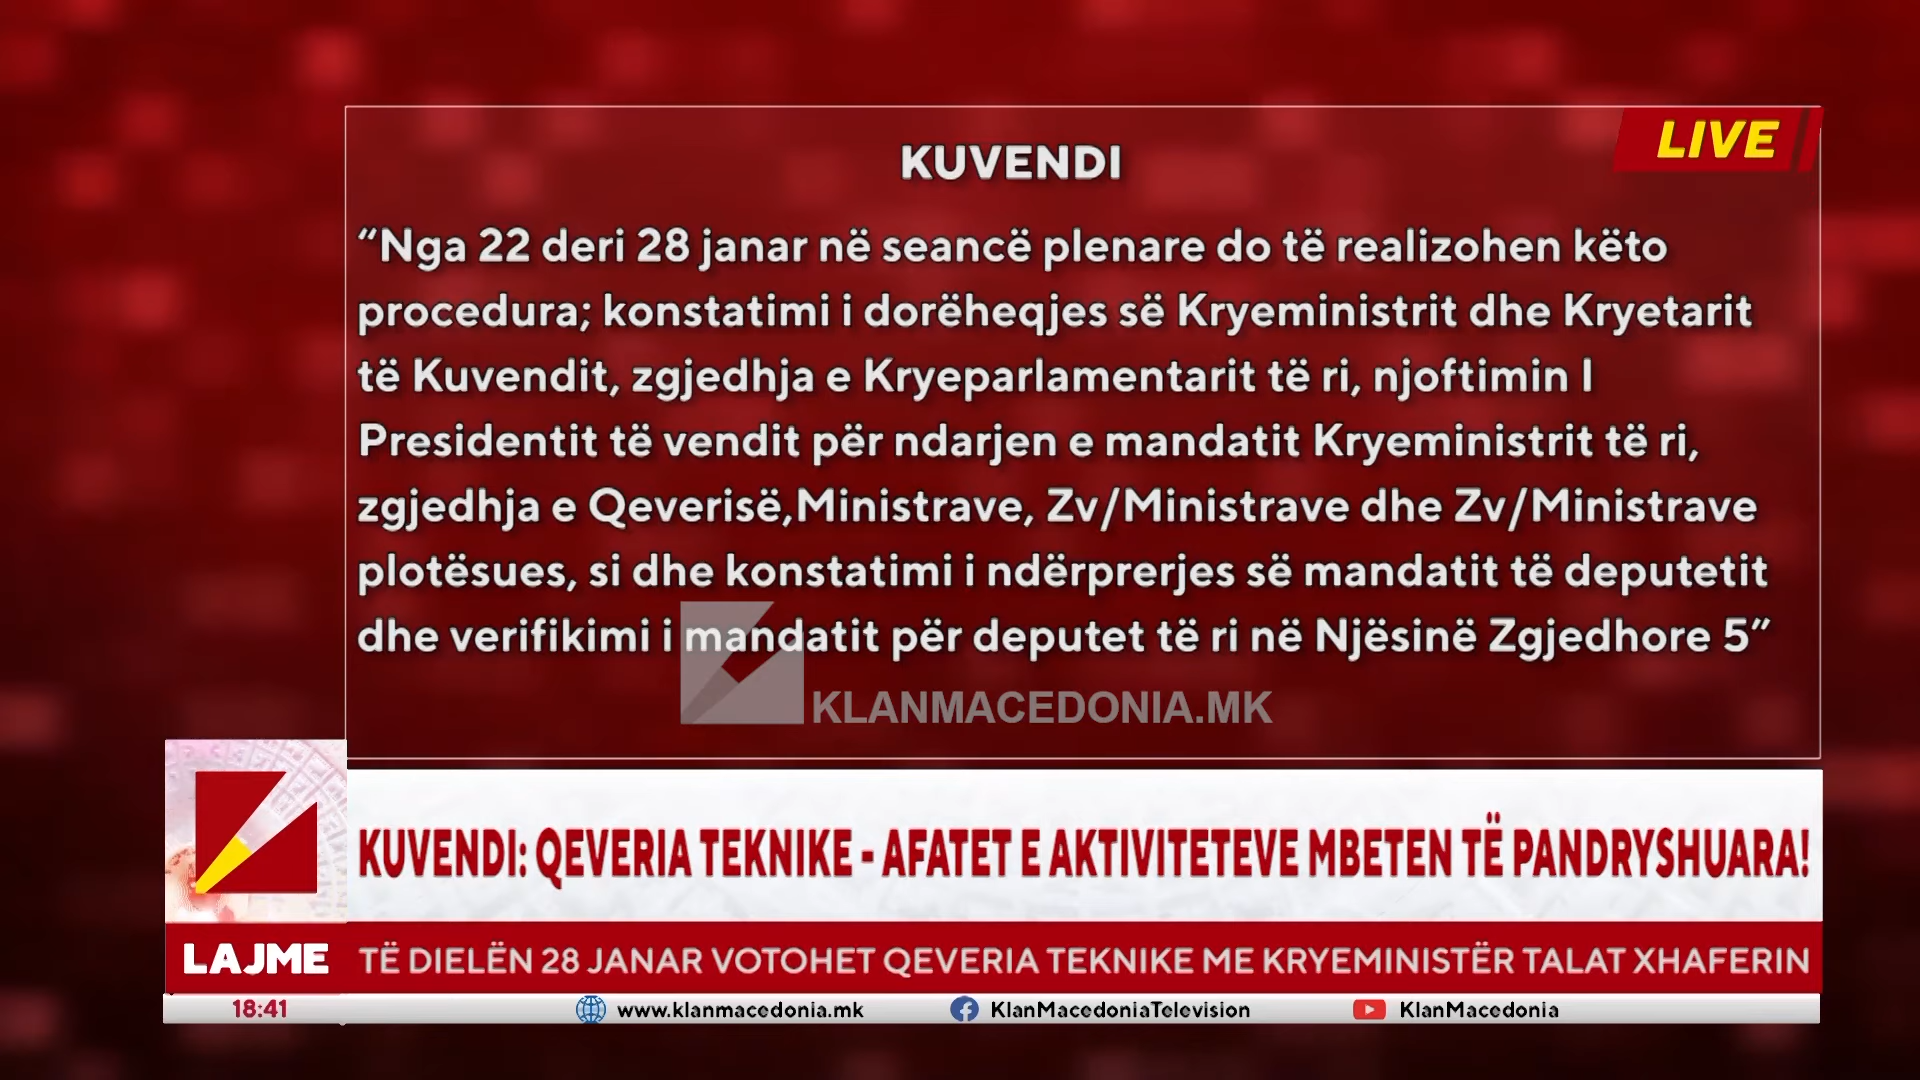 LIVE
KUVENDI
“Nga 22 deri 28 janar në seancë plenare do të realizohen këto
procedura; konstatimi i dorëheqjes së Kryeministrit dhe Kryetarit
të Kuvendit, zgjedhja e Kryeparlamentarit të ri, njoftimin I
Presidentit të vendit për ndarjen e mandatit Kryeministrit të ri,
zgjedhja e Qeverisë,Ministrave, Zv/Ministrave dhe Zv/Ministrave
plotësues, si dhe konstatimi i ndërprerjes së mandatit të deputetit
dhe verifikimi i mandatit për deputet të ri në Njësinë Zgjedhore 5”
KLANMACEDONIA.MK
KUVENDI: QEVERIA TEKNIKE - AFATET E AKTIVITETEVE MBETEN TË PANDRYSHUARA!
LAJME TË DIELËN 28 JANAR VOTOHET QEVERIA TEKNIKE ME KRYEMINISTËR TALAT XHAFERIN
18:41 www.klanmacedonia.mk KlanMacedoniaTelevision KlanMacedonia